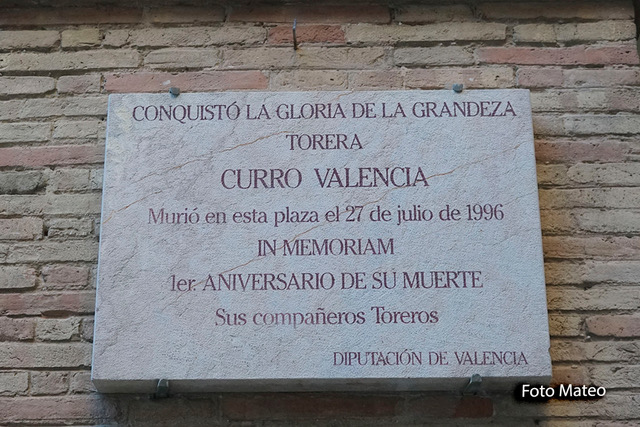 CONQUISTÓ LA GLORIA DE LA GRANDEZA
TORERA
CURRO VALENCIA
Murió en esta plaza el 27 de julio de 1996
IN MEMORIAM
1er. ANIVERSARIO DE SU MUERTE
Sus compañeros Toreros
DIPUTACIÓN DE VALENCIA
Foto Mateo